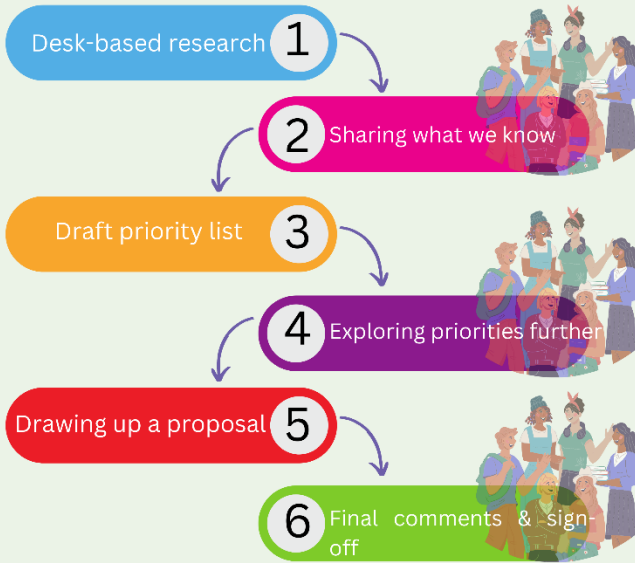 Desk-based research 1
2 Sharing what we know
Draft priority list 3
4 Exploring priorities further
Drawing up a proposal 5
6 Final comments & sign-
off